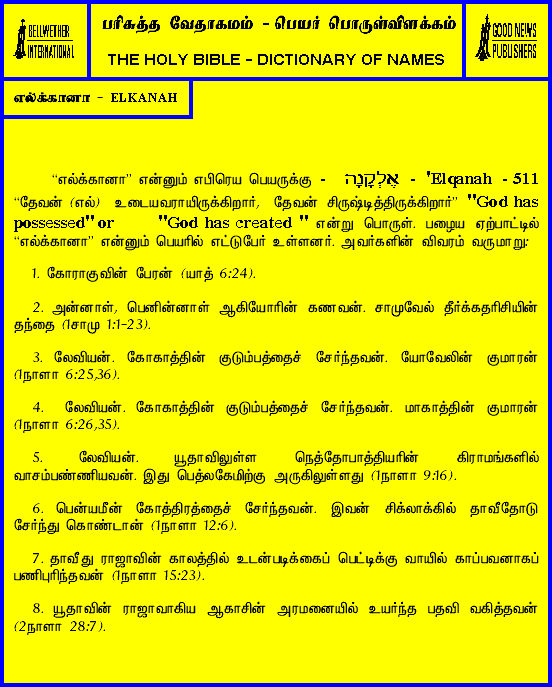 BELLWETHER
INTERNATIONAL
பரிசுத்த வேதாகமம் - பெயர் பொருள்விளக்கம்
THE HOLY BIBLE - DICTIONARY OF NAMES
GOOD NEWS
PUBLISHERS
எல்க்கானா - ELKANAH
“எல்க்கானா” என்னும் எபிரெய பெயருக்கு - אֶלְקָנָה - 'Elqanah - 511
“தேவன் (எல்) உடையவராயிருக்கிறார், தேவன் சிருஷ்டித்திருக்கிறார்” "God has
possessed" or "God has created " என்று பொருள். பழைய ஏற்பாட்டில்
“எல்க்கானா” என்னும் பெயரில் எட்டுபேர் உள்ளனர். அவர்களின் விவரம் வருமாறு:
1. கோராகுவின் பேரன் (யாத் 6:24).
2. அன்னாள், பெனின்னாள் ஆகியோரின் கணவன். சாமுவேல் தீர்க்கதரிசியின்
தந்தை (1சாமு 1:1-23).
3. லேவியன். கோகாத்தின் குடும்பத்தைச் சேர்ந்தவன். யோவேலின் குமாரன்
(1நாளா 6:25,36).
4. லேவியன். கோகாத்தின் குடும்பத்தைச் சேர்ந்தவன். மாகாத்தின் குமாரன்
(1நாளா 6:26,35).
5. லேவியன். யூதாவிலுள்ள நெத்தோபாத்தியரின் கிராமங்களில்
வாசம்பண்ணியவன். இது பெத்லகேமிற்கு அருகிலுள்ளது (1நாளா 9:16).
6. பென்யமீன் கோத்திரத்தைச் சேர்ந்தவன். இவன் சிக்லாக்கில் தாவீதோடு
சேர்ந்து கொண்டான் (1நாளா 12:6).
7. தாவீது ராஜாவின் காலத்தில் உடன்படிக்கைப் பெட்டிக்கு வாயில் காப்பவனாகப்
பணிபுரிந்தவன் (1நாளா 15:23).
8. யூதாவின் ராஜாவாகிய ஆகாசின் அரமனையில் உயர்ந்த பதவி வகித்தவன்
(2நாளா 28:7).